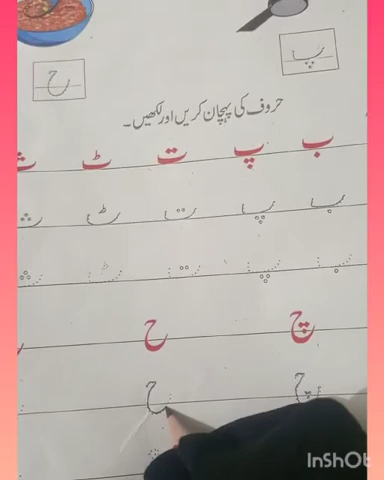 پ
ح
حروف کی پہچان کریں اور لکھیں۔
ب پ ت ٹ ث
ب پ ت ٹ ث
ب پ ت ٹ ث
چ ح
چ ح
InShOt